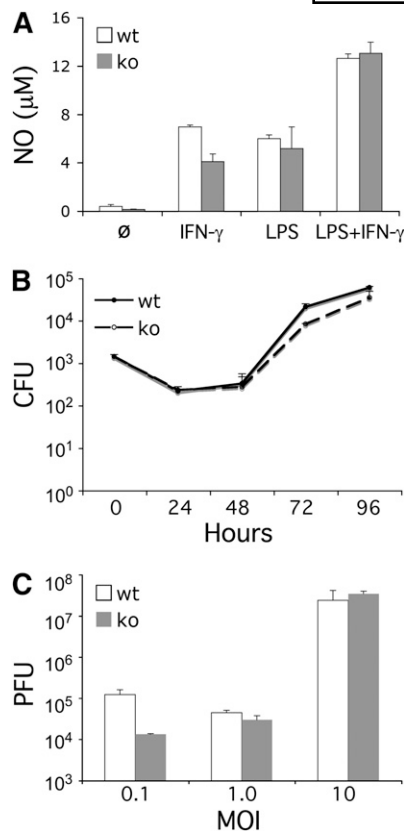 A
wt
ko
NO (µM)
16
12
8
4
0
ø
IFN-γ
LPS
LPS+IFN-γ
B
wt
ko
CFU
10⁵
10⁴
10³
10²
10¹
10⁰
0
24
48
72
96
Hours
C
wt
ko
PFU
10⁸
10⁷
10⁶
10⁵
10⁴
10³
0.1
1.0
10
MOI